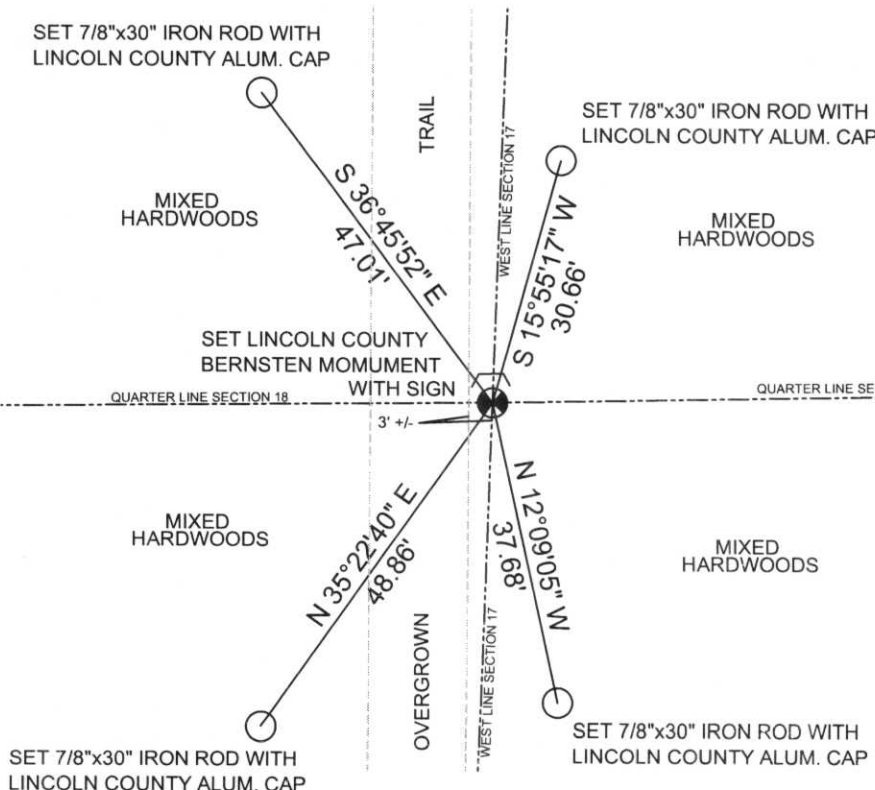 SET 7/8"x30" IRON ROD WITH
LINCOLN COUNTY ALUM. CAP
TRAIL
WEST LINE SECTION 17
SET 7/8"x30" IRON ROD WITH
LINCOLN COUNTY ALUM. CAP
MIXED
HARDWOODS
S 36°45'52" E
47.01'
S 15°55'17" W
30.66'
MIXED
HARDWOODS
SET LINCOLN COUNTY
BERNSTEN MOMUMENT
WITH SIGN
QUARTER LINE SECTION 18
QUARTER LINE SE
3' +/-
MIXED
HARDWOODS
N 35°22'40" E
48.86'
N 12°09'05" W
37.68'
MIXED
HARDWOODS
OVERGROWN
WEST LINE SECTION 17
SET 7/8"x30" IRON ROD WITH
LINCOLN COUNTY ALUM. CAP
SET 7/8"x30" IRON ROD WITH
LINCOLN COUNTY ALUM. CAP